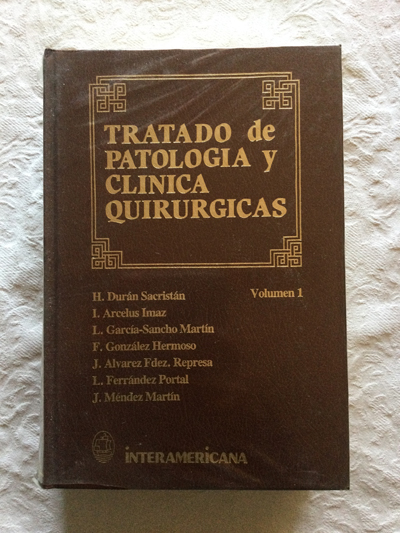 TRATADO de
PATOLOGIA y
CLINICA
QUIRURGICAS
H. Durán Sacristán Volumen 1
I. Arcelus Imaz
L. García-Sancho Martín
F. González Hermoso
J. Alvarez Fdez. Represa
L. Ferrández Portal
J. Méndez Martín
INTERAMERICANA